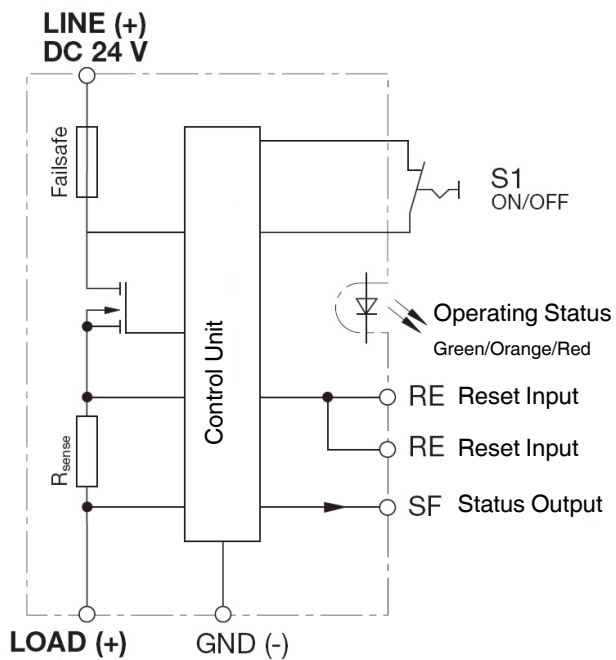 LINE (+)
DC 24 V
Failsafe
S1
ON/OFF
Operating Status
Green/Orange/Red
Control Unit
RE Reset Input
Rsense
RE Reset Input
SF Status Output
LOAD (+)
GND (-)